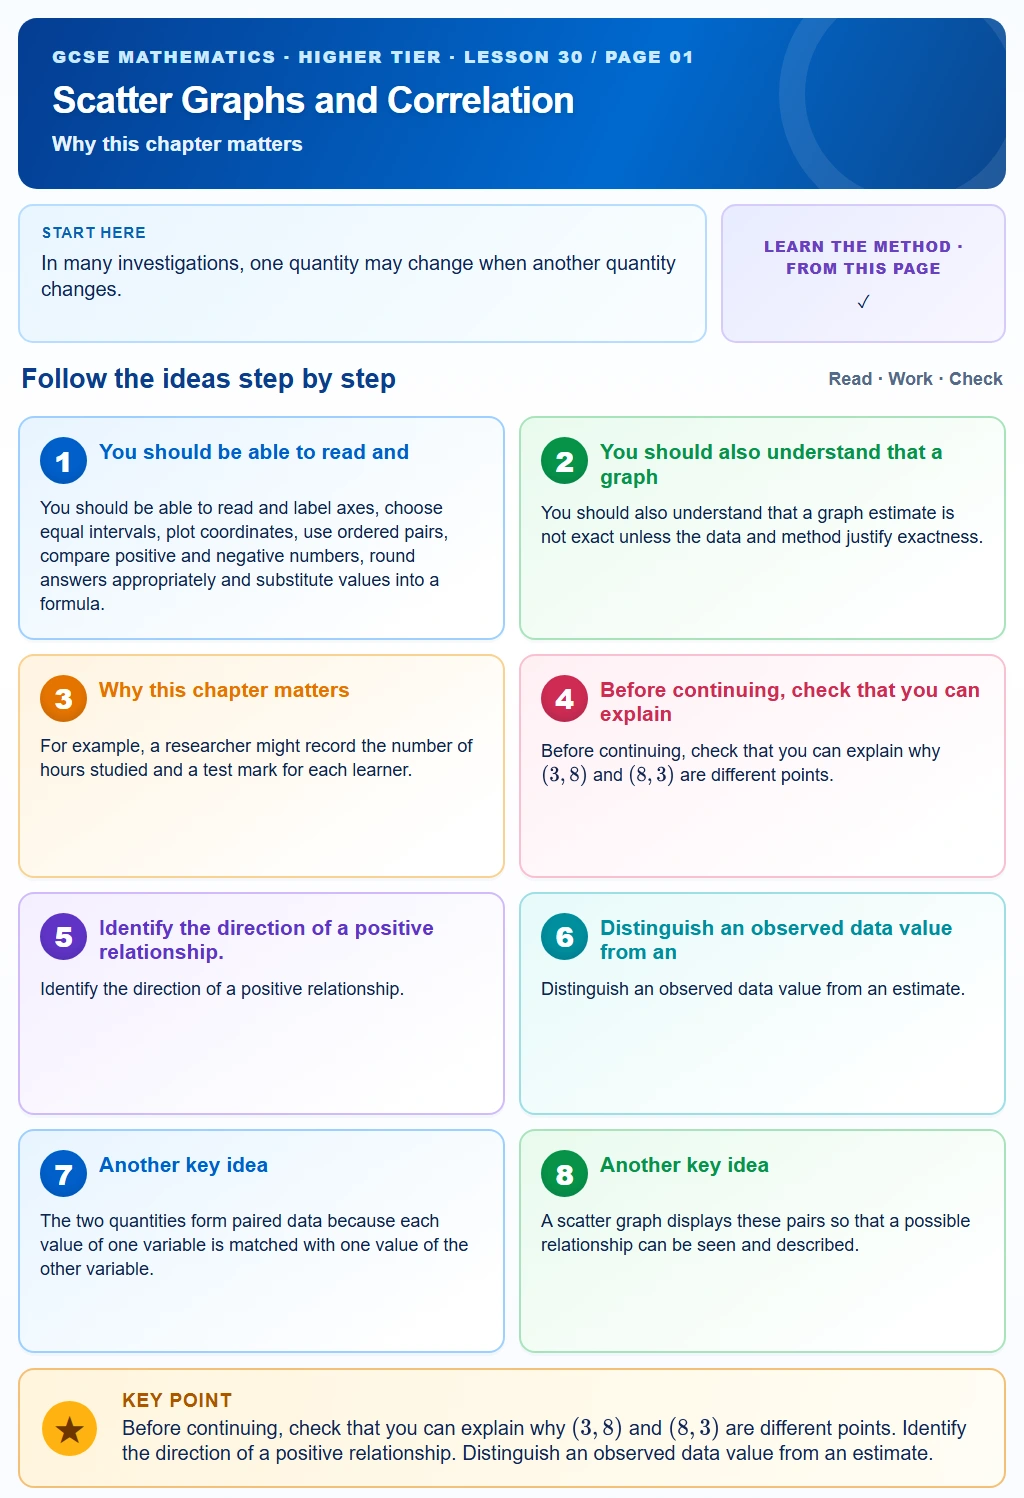 GCSE MATHEMATICS · HIGHER TIER · LESSON 30 / PAGE 01
Scatter Graphs and Correlation
Why this chapter matters
START HERE
In many investigations, one quantity may change when another quantity
changes.
LEARN THE METHOD ·
FROM THIS PAGE
✓
Follow the ideas step by step
Read · Work · Check
1
You should be able to read and
You should be able to read and label axes, choose
equal intervals, plot coordinates, use ordered pairs,
compare positive and negative numbers, round
answers appropriately and substitute values into a
formula.
2
You should also understand that a
graph
You should also understand that a graph estimate is
not exact unless the data and method justify exactness.
3
Why this chapter matters
For example, a researcher might record the number of
hours studied and a test mark for each learner.
4
Before continuing, check that you can
explain
Before continuing, check that you can explain why
(3, 8) and (8, 3) are different points.
5
Identify the direction of a positive
relationship.
Identify the direction of a positive relationship.
6
Distinguish an observed data value
from an
Distinguish an observed data value from an estimate.
7
Another key idea
The two quantities form paired data because each
value of one variable is matched with one value of the
other variable.
8
Another key idea
A scatter graph displays these pairs so that a possible
relationship can be seen and described.
KEY POINT
Before continuing, check that you can explain why (3, 8) and (8, 3) are different points. Identify
the direction of a positive relationship. Distinguish an observed data value from an estimate.